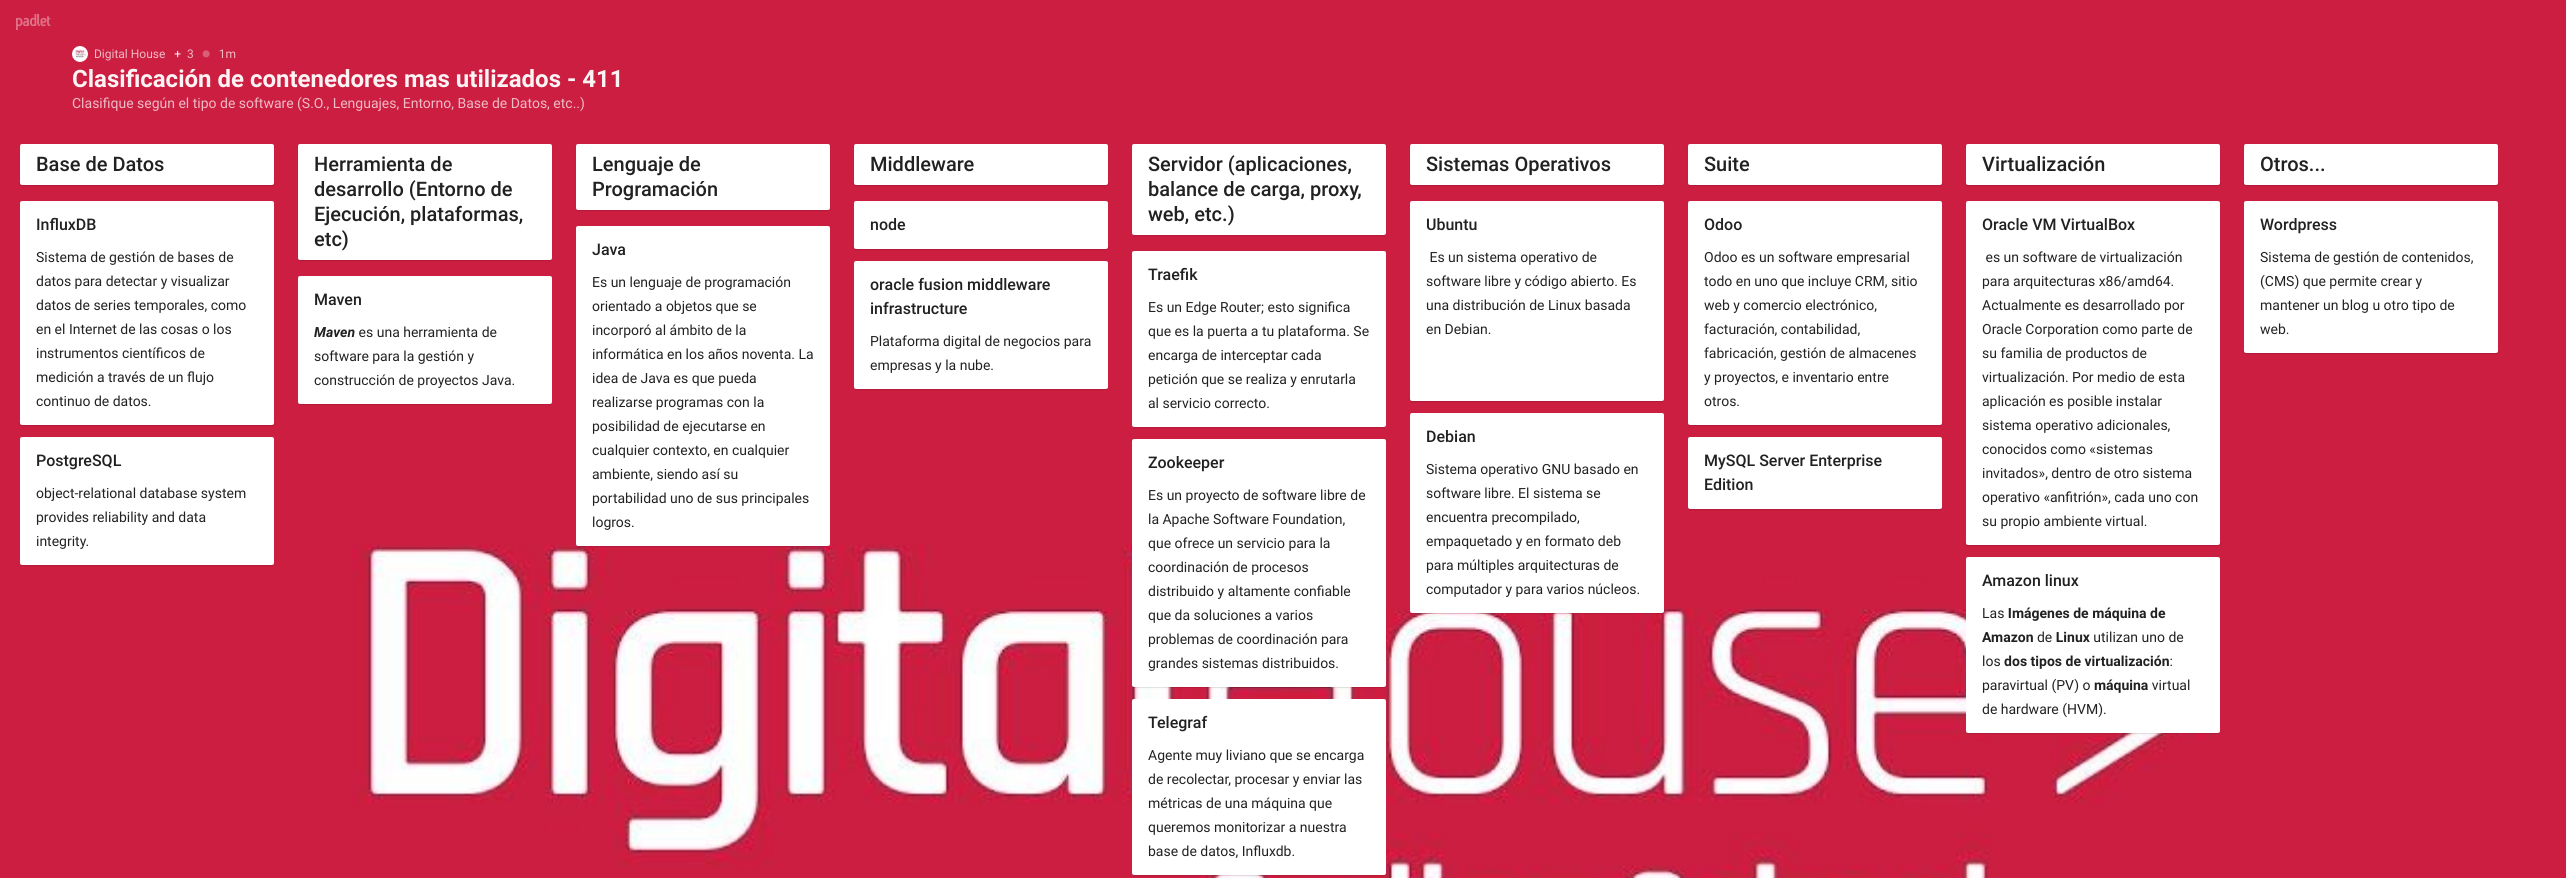 padlet
Digital House + 3 • 1m
Clasificación de contenedores mas utilizados - 411
Clasifique según el tipo de software (S.O., Lenguajes, Entorno, Base de Datos, etc..)
Base de Datos
InfluxDB
Sistema de gestión de bases de
datos para detectar y visualizar
datos de series temporales, como
en el Internet de las cosas o los
instrumentos científicos de
medición a través de un flujo
continuo de datos.
PostgreSQL
object-relational database system
provides reliability and data
integrity.
Herramienta de
desarrollo (Entorno de
Ejecución, plataformas,
etc)
Maven
Maven es una herramienta de
software para la gestión y
construcción de proyectos Java.
Lenguaje de
Programación
Java
Es un lenguaje de programación
orientado a objetos que se
incorporó al ámbito de la
informática en los años noventa. La
idea de Java es que pueda
realizarse programas con la
posibilidad de ejecutarse en
cualquier contexto, en cualquier
ambiente, siendo así su
portabilidad uno de sus principales
logros.
Middleware
node
oracle fusion middleware
infrastructure
Plataforma digital de negocios para
empresas y la nube.
Servidor (aplicaciones,
balance de carga, proxy,
web, etc.)
Traefik
Es un Edge Router; esto significa
que es la puerta a tu plataforma. Se
encarga de interceptar cada
petición que se realiza y enrutarla
al servicio correcto.
Zookeeper
Es un proyecto de software libre de
la Apache Software Foundation,
que ofrece un servicio para la
coordinación de procesos
distribuido y altamente confiable
que da soluciones a varios
problemas de coordinación para
grandes sistemas distribuidos.
Telegraf
Agente muy liviano que se encarga
de recolectar, procesar y enviar las
métricas de una máquina que
queremos monitorizar a nuestra
base de datos, Influxdb.
Sistemas Operativos
Ubuntu
Es un sistema operativo de
software libre y código abierto. Es
una distribución de Linux basada
en Debian.
Debian
Sistema operativo GNU basado en
software libre. El sistema se
encuentra precompilado,
empaquetado y en formato deb
para múltiples arquitecturas de
computador y para varios núcleos.
Suite
Odoo
Odoo es un software empresarial
todo en uno que incluye CRM, sitio
web y comercio electrónico,
facturación, contabilidad,
fabricación, gestión de almacenes
y proyectos, e inventario entre
otros.
MySQL Server Enterprise
Edition
Virtualización
Oracle VM VirtualBox
es un software de virtualización
para arquitecturas x86/amd64.
Actualmente es desarrollado por
Oracle Corporation como parte de
su familia de productos de
virtualización. Por medio de esta
aplicación es posible instalar
sistema operativo adicionales,
conocidos como «sistemas
invitados», dentro de otro sistema
operativo «anfitrión», cada uno con
su propio ambiente virtual.
Amazon linux
Las Imágenes de máquina de
Amazon de Linux utilizan uno de
los dos tipos de virtualización:
paravirtual (PV) o máquina virtual
de hardware (HVM).
Otros...
Wordpress
Sistema de gestión de contenidos,
(CMS) que permite crear y
mantener un blog u otro tipo de
web.
Digita ouse >